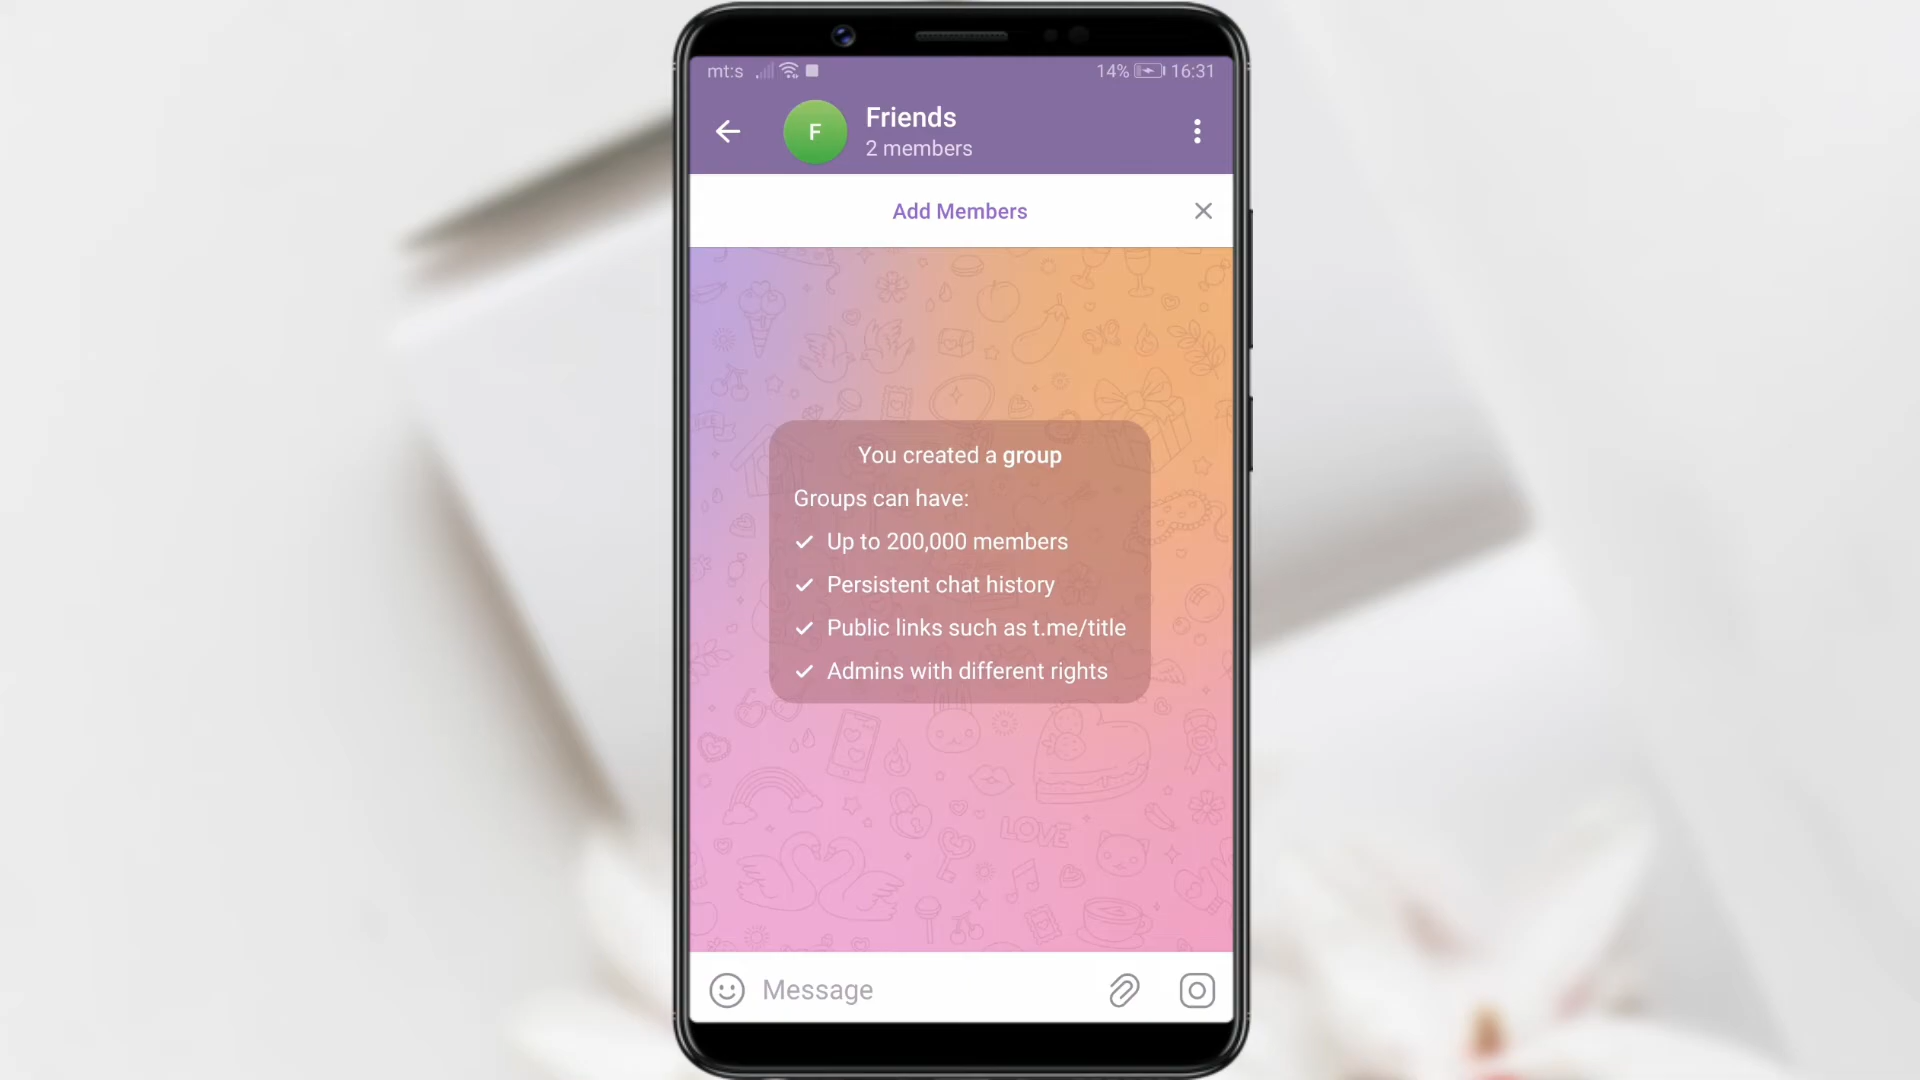 mt:s 14% 16:31
F
Friends
2 members
Add Members
You created a group
Groups can have:
Up to 200,000 members
Persistent chat history
Public links such as t.me/title
Admins with different rights
LOVE
Message